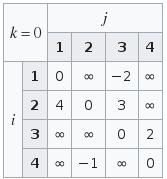 k = 0 j
1 2 3 4
i
1 0 ∞ −2 ∞
2 4 0 3 ∞
3 ∞ ∞ 0 2
4 ∞ −1 ∞ 0